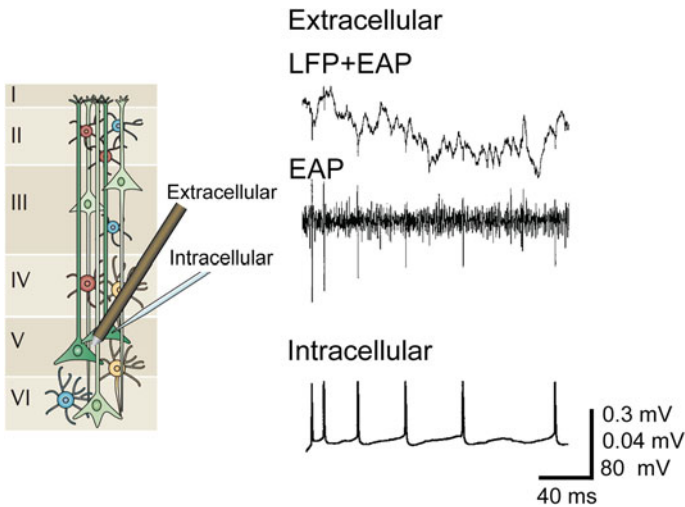 Extracellular
LFP+EAP
EAP
Intracellular
I
II
III
IV
V
VI
Extracellular
Intracellular
0.3 mV
0.04 mV
80 mV
40 ms